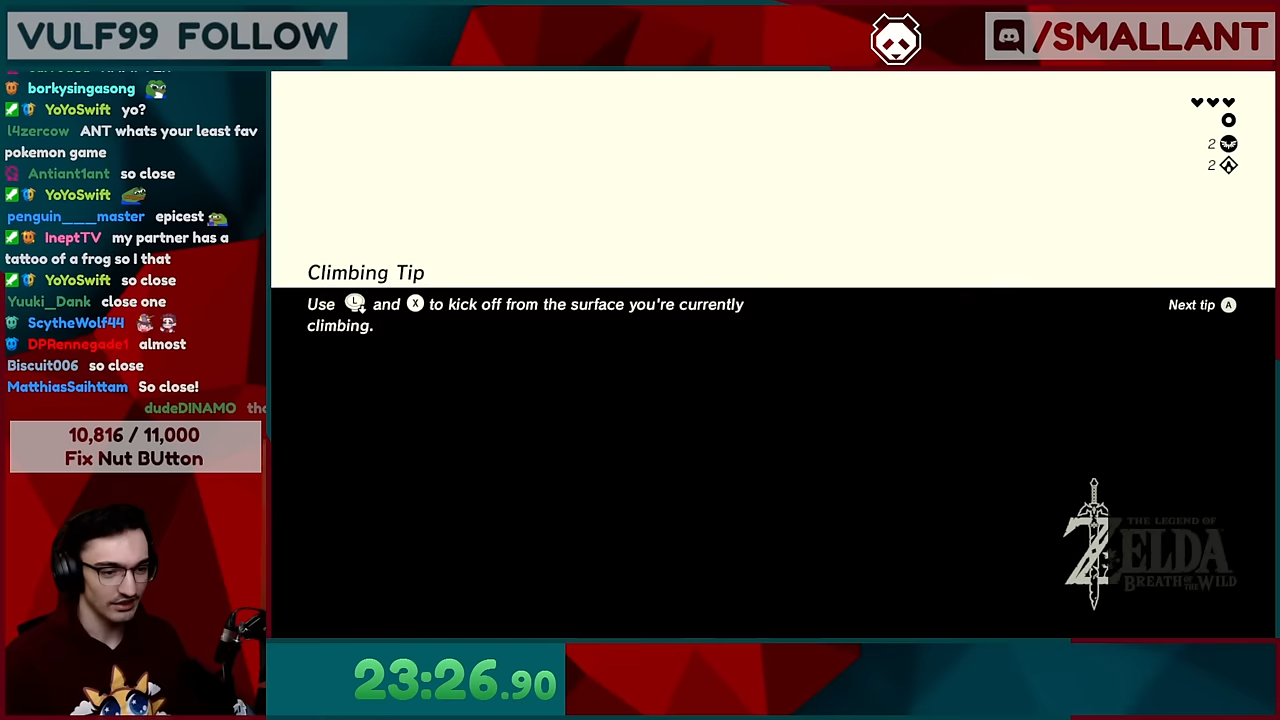 VULF99 FOLLOW
/SMALLANT
borkysingasong
YoYoSwift yo?
l4zercow ANT whats your least fav
pokemon game
Antiant1ant so close
YoYoSwift
penguin___master epicest
IneptTV my partner has a
tattoo of a frog so I that
YoYoSwift so close
Yuuki_Dank close one
ScytheWolf44
DPRennegade1 almost
Biscuit006 so close
MatthiasSaihttam So close!
dudeDINAMO
10,816 / 11,000
Fix Nut BUtton
2
2
Climbing Tip
Use L and X to kick off from the surface you're currently
climbing.
Next tip A
THE LEGEND OF
ZELDA
BREATH OF THE WILD
23:26.90